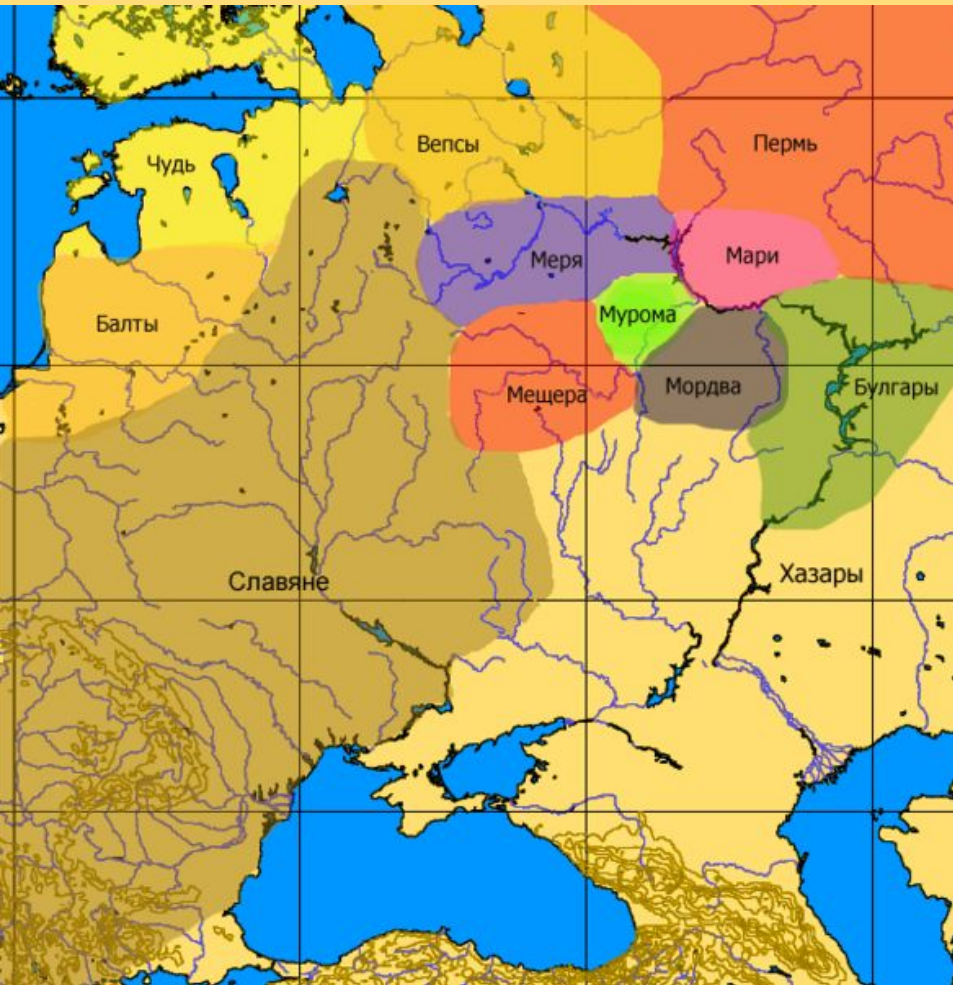 Вепсы
Пермь
Чудь
Меря
Мари
Мурома
Балты
Мещера
Мордва
Булгары
Славяне
Хазары